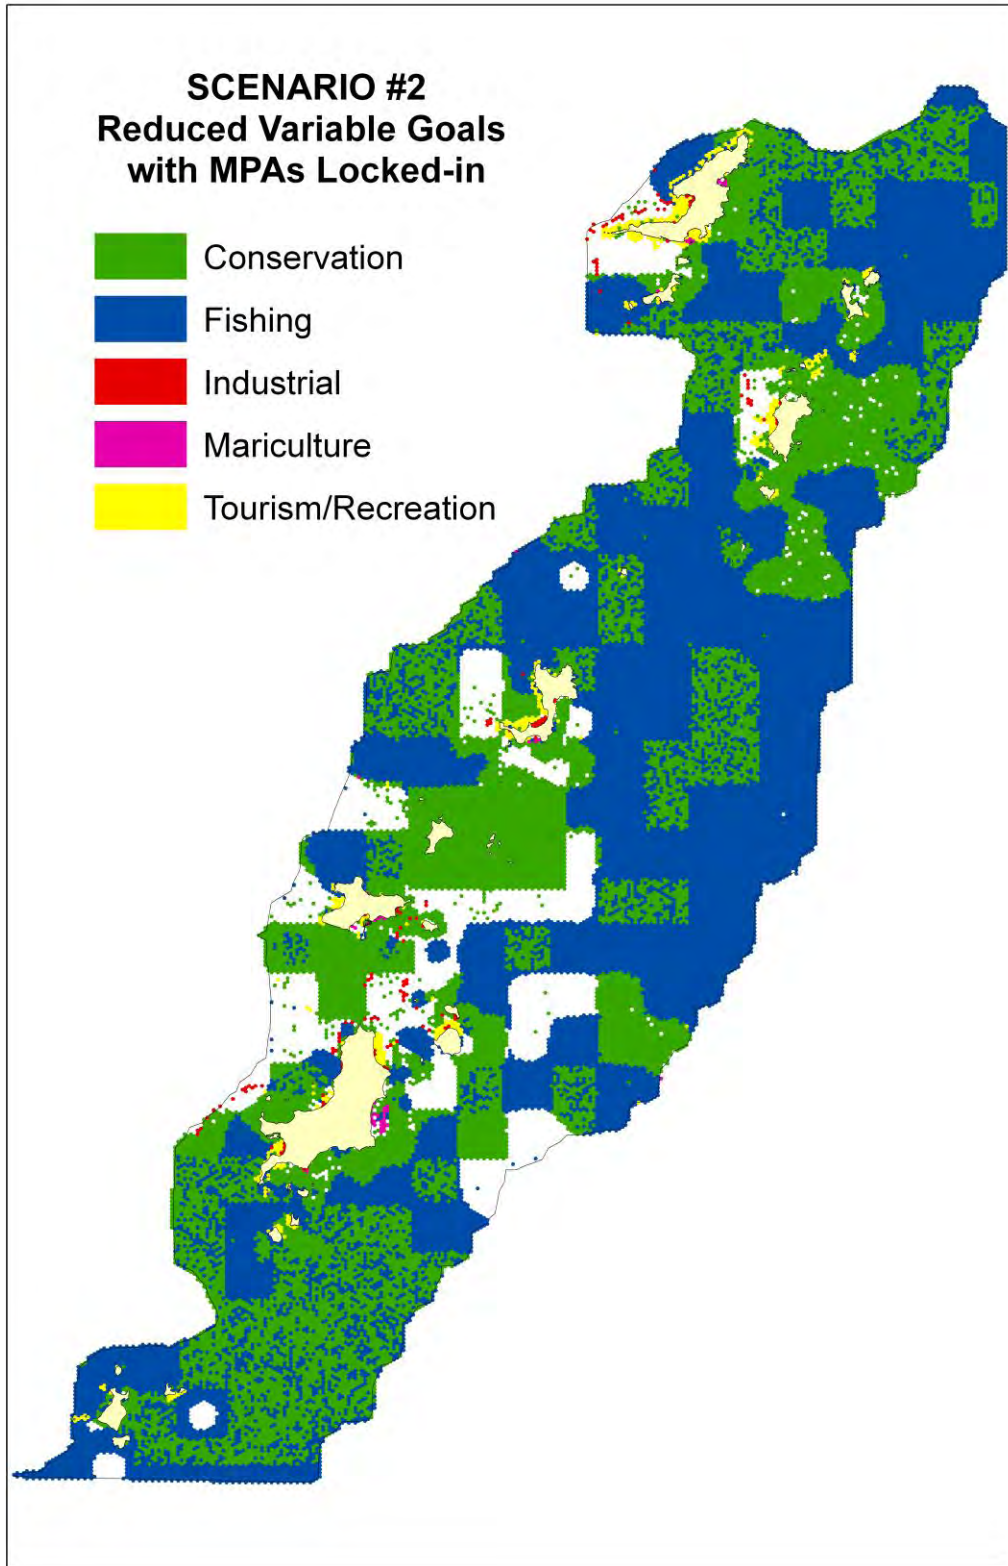 SCENARIO #2
Reduced Variable Goals
with MPAs Locked-in
Conservation
Fishing
Industrial
Mariculture
Tourism/Recreation